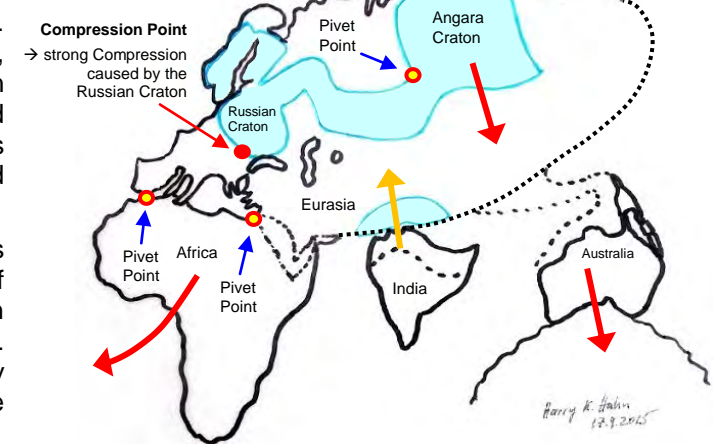 Compression Point
→ strong Compression
caused by the
Russian Craton
Pivet
Point
Angara
Craton
Russian
Craton
Eurasia
Africa
Pivet
Point
Pivet
Point
India
Australia
Harry K. Hahn
17.9.2015